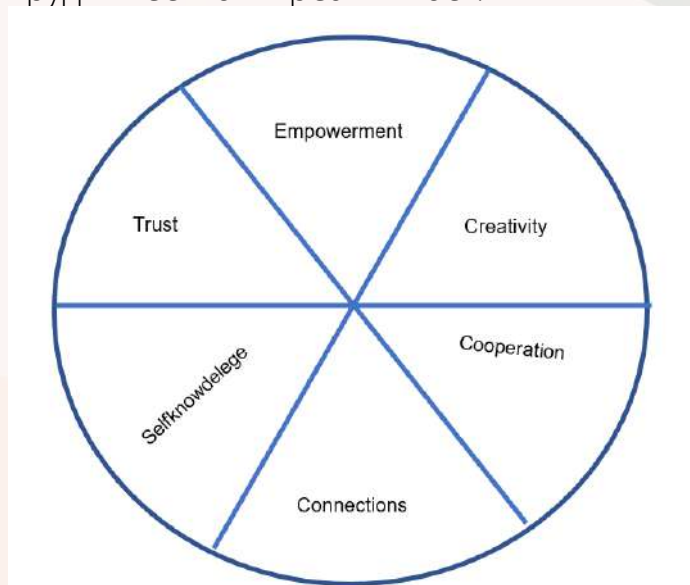 Empowerment
Trust
Creativity
Cooperation
Selfknowdelege
Connections